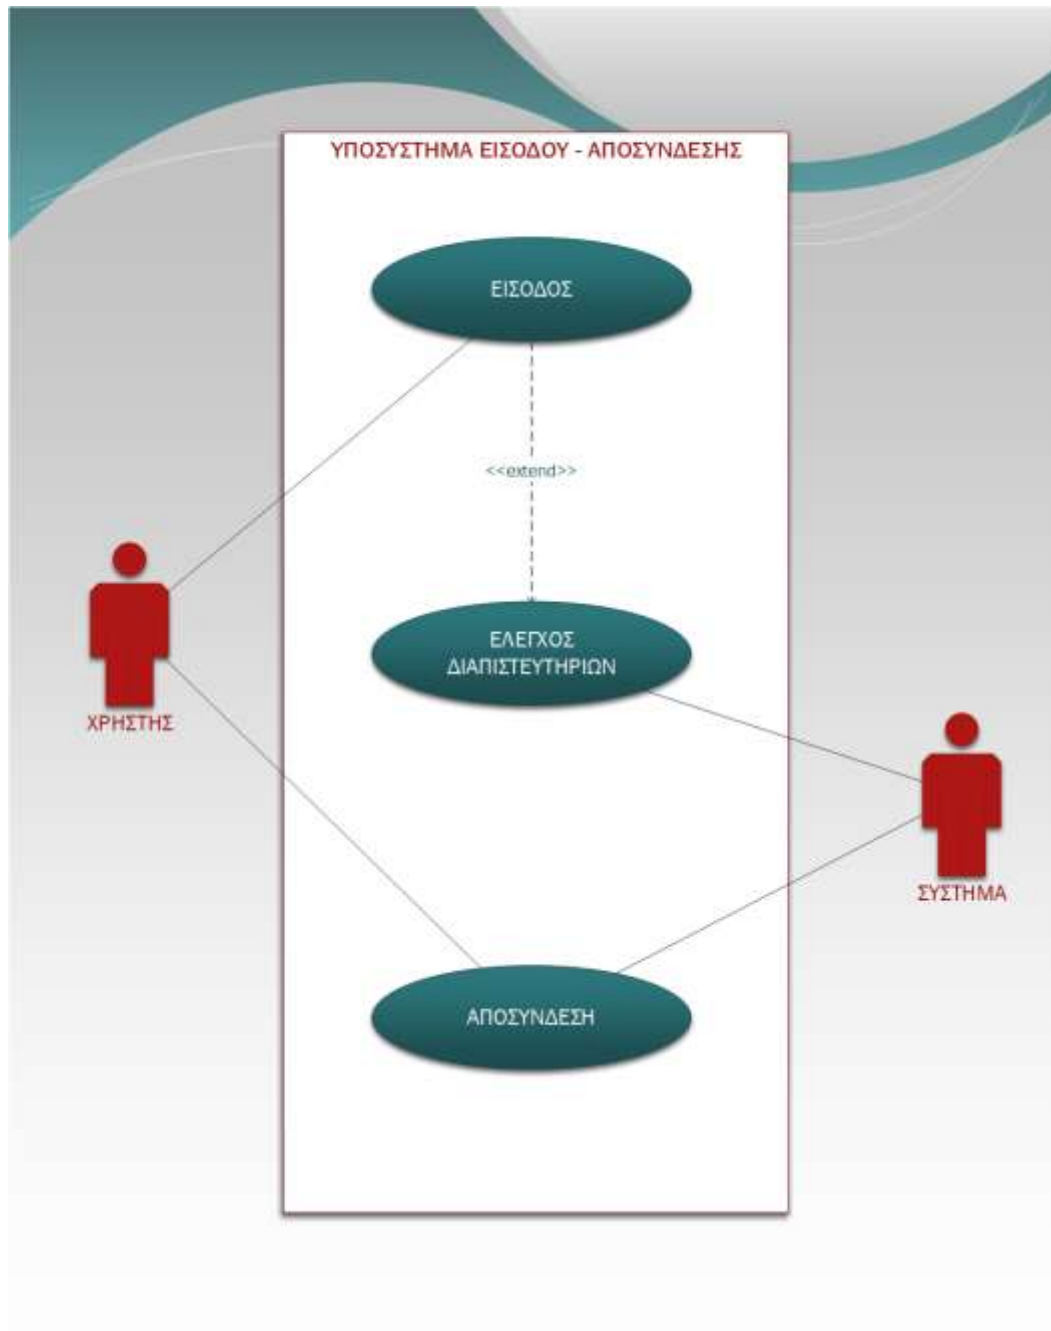 ΥΠΟΣΥΣΤΗΜΑ ΕΙΣΟΔΟΥ - ΑΠΟΣΥΝΔΕΣΗΣ
ΕΙΣΟΔΟΣ
<<extend>>
ΕΛΕΓΧΟΣ
ΔΙΑΠΙΣΤΕΥΤΗΡΙΩΝ
ΧΡΗΣΤΗΣ
ΣΥΣΤΗΜΑ
ΑΠΟΣΥΝΔΕΣΗ